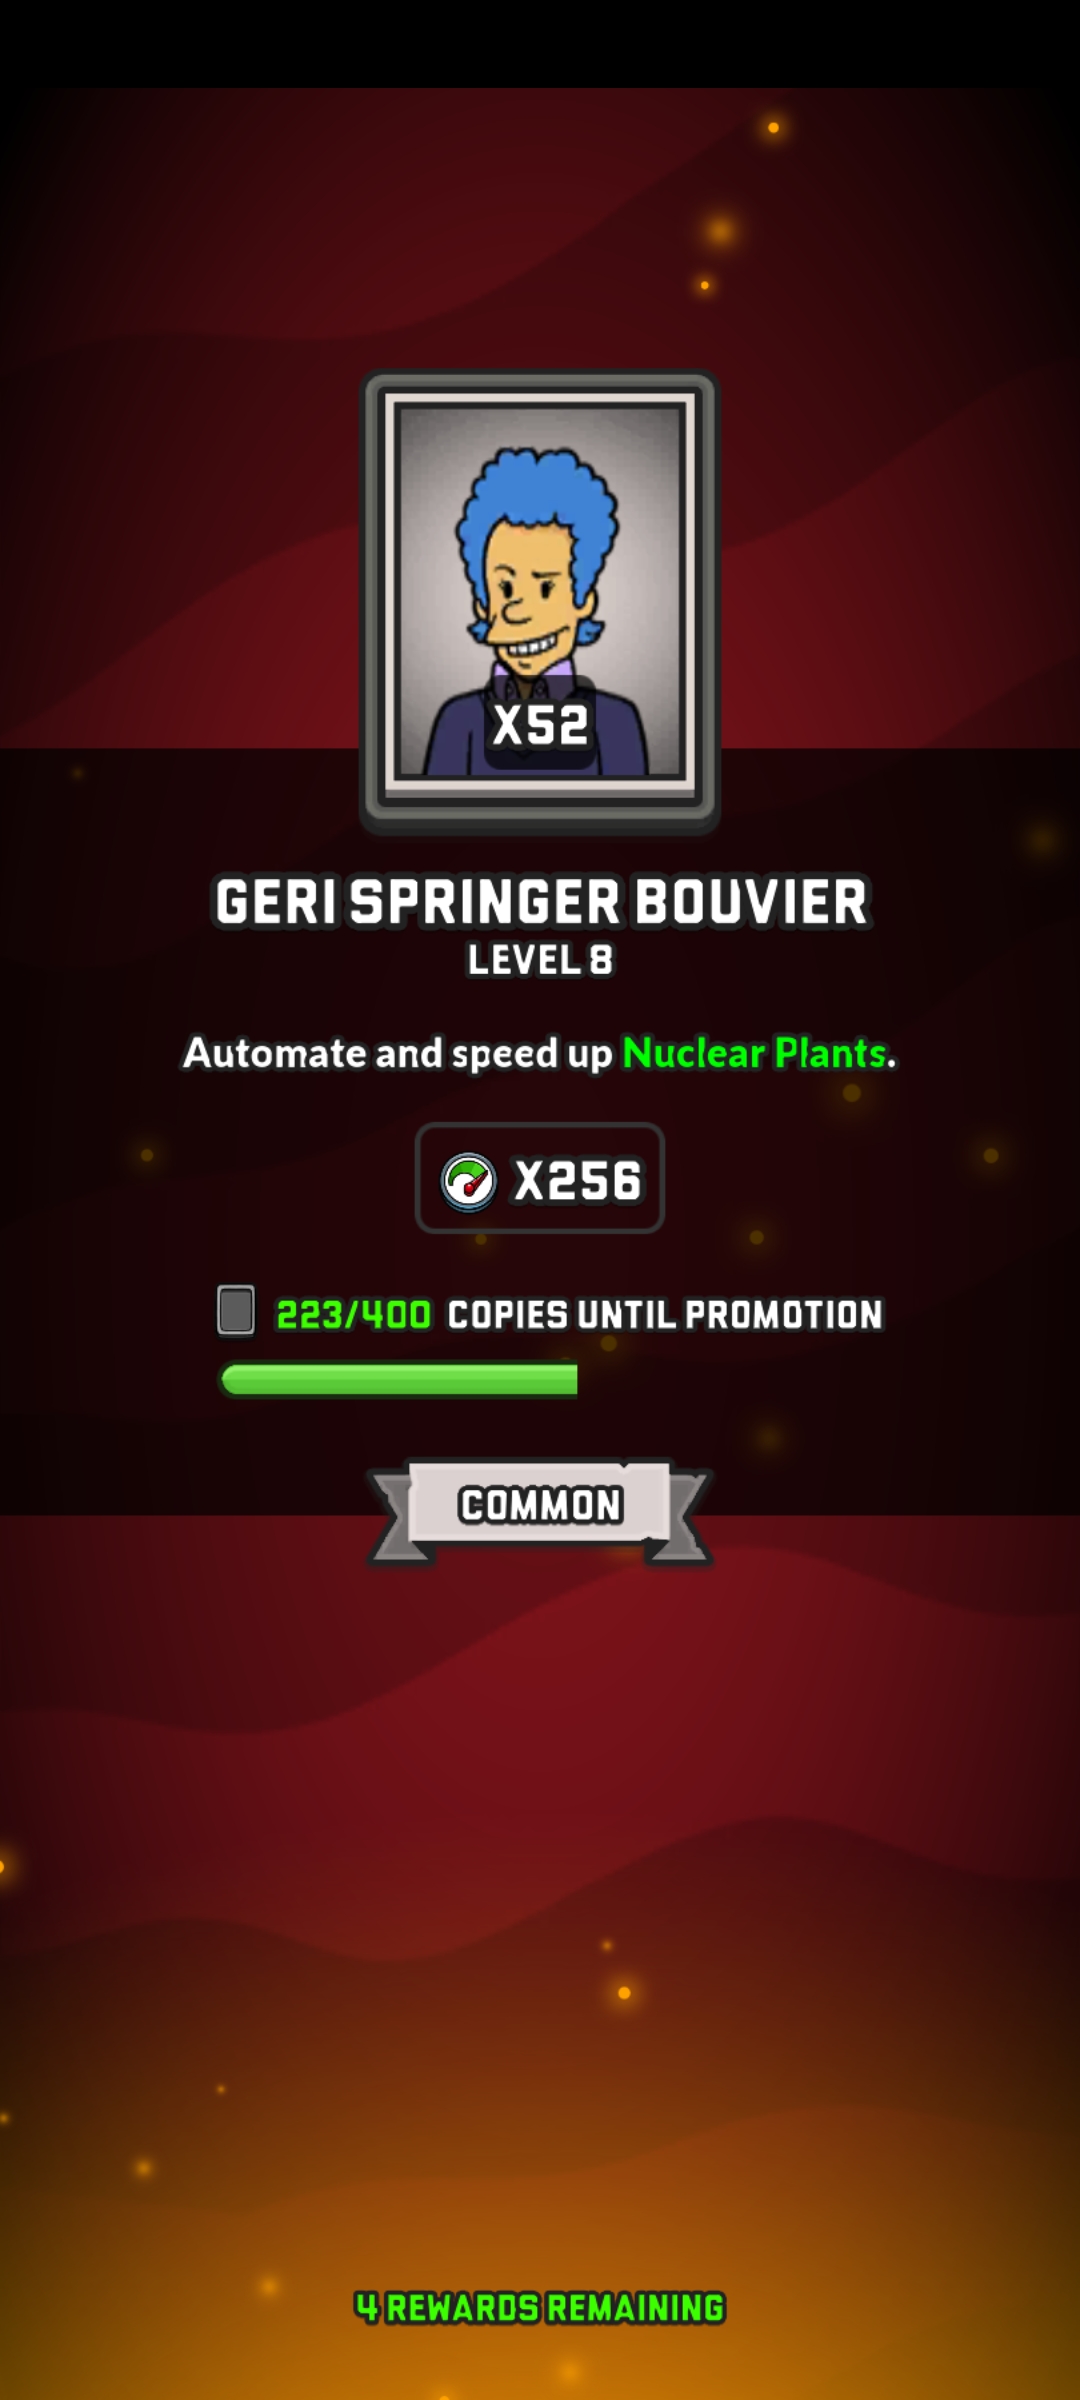 X52
GERI SPRINGER BOUVIER
LEVEL 8
Automate and speed up Nuclear Plants.
X256
223/400 COPIES UNTIL PROMOTION
COMMON
4 REWARDS REMAINING